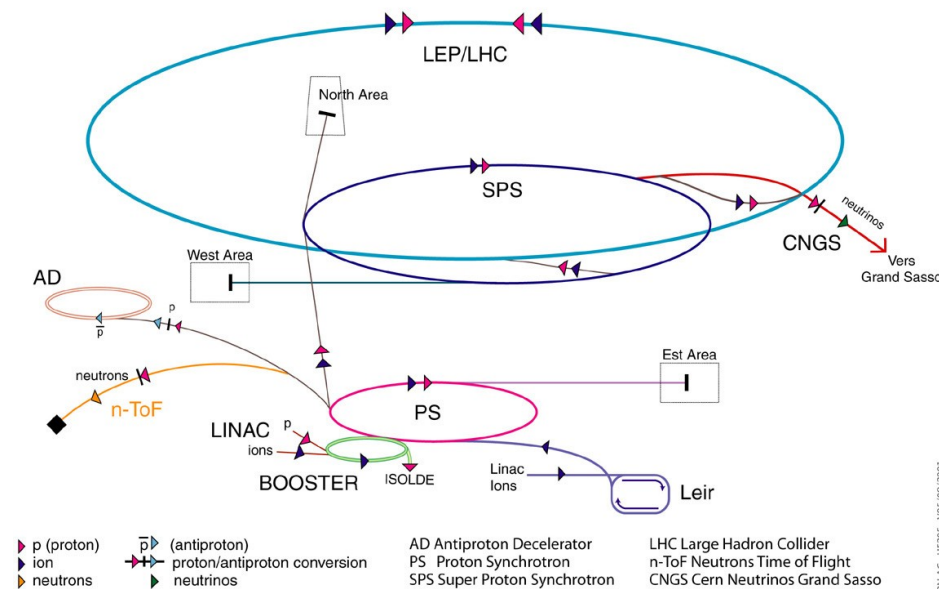 LEP/LHC
North Area
SPS
neutrinos
CNGS
Vers
Grand Sasso
West Area
AD
p
p̅
Est Area
neutrons
n-ToF
PS
LINAC
p
ions
BOOSTER
ISOLDE
Linac
Ions
Leir
p (proton)
ion
neutrons
p̅ (antiproton)
proton/antiproton conversion
neutrinos
AD Antiproton Decelerator
PS Proton Synchrotron
SPS Super Proton Synchrotron
LHC Large Hadron Collider
n-ToF Neutrons Time of Flight
CNGS Cern Neutrinos Grand Sasso